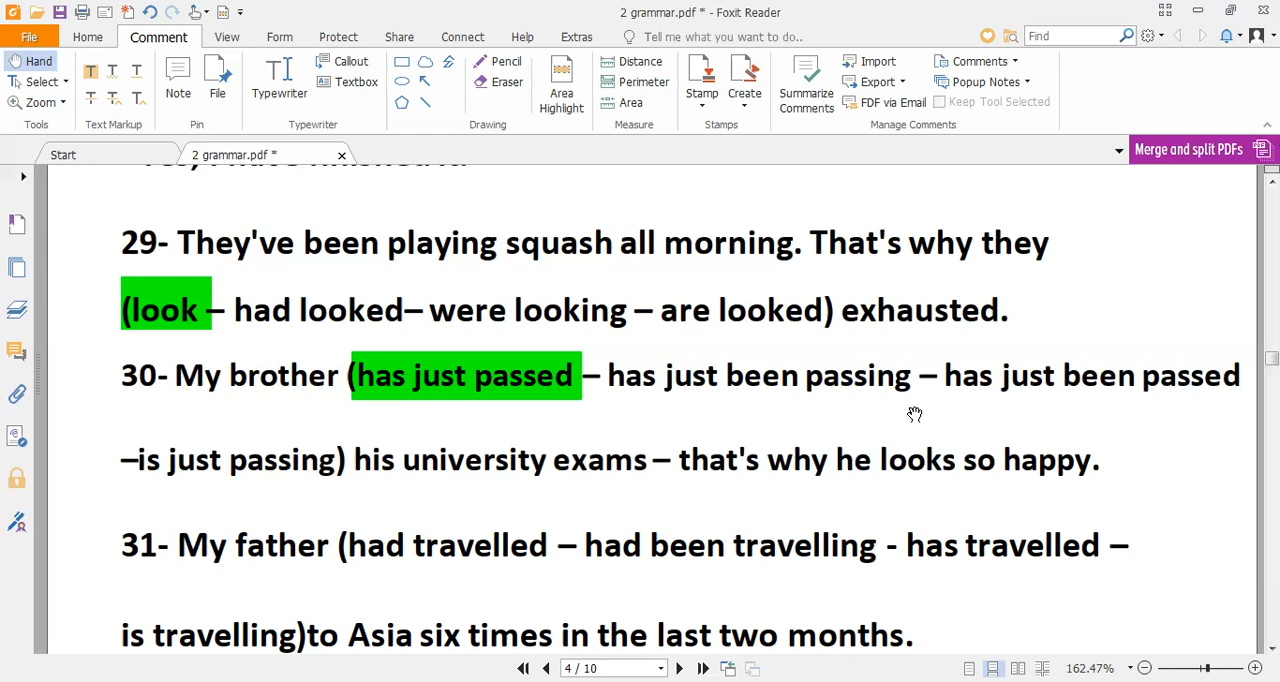 2 grammar.pdf * - Foxit Reader
File Home Comment View Form Protect Share Connect Help Extras Tell me what you want to do.. Find
Hand Select Zoom Tools
Text Markup
Note File Pin
Typewriter Callout Textbox Typewriter
Pencil Eraser Drawing
Area Highlight
Distance Perimeter Area Measure
Stamp Create Stamps
Summarize Comments Import Export FDF via Email Comments Popup Notes Keep Tool Selected Manage Comments
Start 2 grammar.pdf * Merge and split PDFs
29- They've been playing squash all morning. That's why they
(look – had looked– were looking – are looked) exhausted.
30- My brother (has just passed – has just been passing – has just been passed
–is just passing) his university exams – that's why he looks so happy.
31- My father (had travelled – had been travelling - has travelled –
is travelling)to Asia six times in the last two months.
4 / 10 162.47%